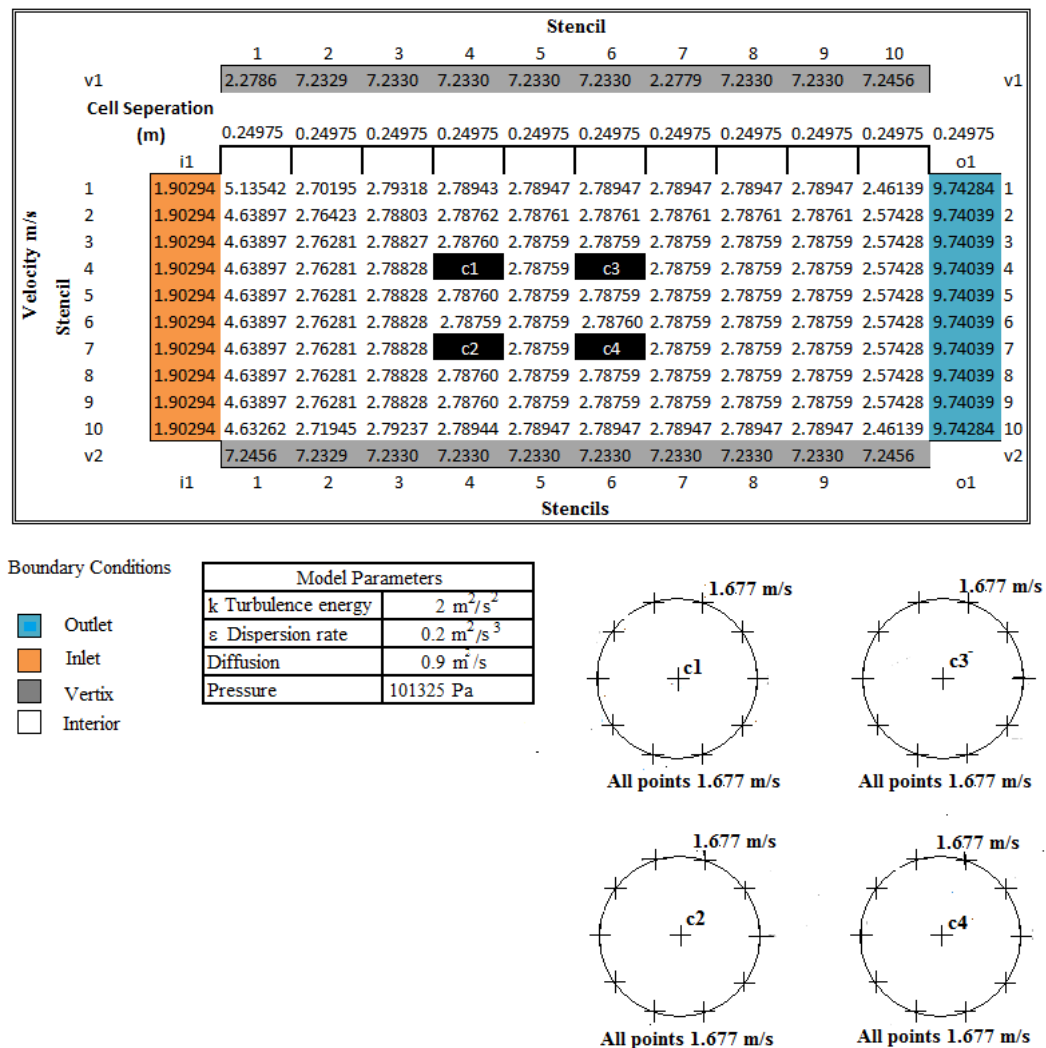 Stencil
1 2 3 4 5 6 7 8 9 10
v1 2.2786 7.2329 7.2330 7.2330 7.2330 7.2330 2.2779 7.2330 7.2330 7.2456 v1
Cell Seperation
(m) 0.24975 0.24975 0.24975 0.24975 0.24975 0.24975 0.24975 0.24975 0.24975 0.24975 0.24975
i1 o1
1 1.90294 5.13542 2.70195 2.79318 2.78943 2.78947 2.78947 2.78947 2.78947 2.78947 2.46139 9.74284 1
2 1.90294 4.63897 2.76423 2.78803 2.78762 2.78761 2.78761 2.78761 2.78761 2.78761 2.57428 9.74039 2
3 1.90294 4.63897 2.76281 2.78827 2.78760 2.78759 2.78759 2.78759 2.78759 2.78759 2.57428 9.74039 3
4 1.90294 4.63897 2.76281 2.78828 c1 2.78759 c3 2.78759 2.78759 2.78759 2.57428 9.74039 4
5 1.90294 4.63897 2.76281 2.78828 2.78760 2.78759 2.78759 2.78759 2.78759 2.78759 2.57428 9.74039 5
6 1.90294 4.63897 2.76281 2.78828 2.78759 2.78759 2.78760 2.78759 2.78759 2.78759 2.57428 9.74039 6
7 1.90294 4.63897 2.76281 2.78828 c2 2.78759 c4 2.78759 2.78759 2.78759 2.57428 9.74039 7
8 1.90294 4.63897 2.76281 2.78828 2.78760 2.78759 2.78759 2.78759 2.78759 2.78759 2.57428 9.74039 8
9 1.90294 4.63897 2.76281 2.78828 2.78760 2.78759 2.78759 2.78759 2.78759 2.78759 2.57428 9.74039 9
10 1.90294 4.63262 2.71945 2.79237 2.78944 2.78947 2.78947 2.78947 2.78947 2.78947 2.46139 9.74284 10
v2 7.2456 7.2329 7.2330 7.2330 7.2330 7.2330 7.2330 7.2330 7.2330 7.2456 v2
i1 1 2 3 4 5 6 7 8 9 o1
Stencils
Velocity m/s
Stencil
Boundary Conditions
Outlet
Inlet
Vertix
Interior
Model Parameters
k Turbulence energy 2 m²/s²
ε Dispersion rate 0.2 m²/s³
Diffusion 0.9 m²/s
Pressure 101325 Pa
1.677 m/s
c1
All points 1.677 m/s
1.677 m/s
c3
All points 1.677 m/s
1.677 m/s
c2
All points 1.677 m/s
1.677 m/s
c4
All points 1.677 m/s